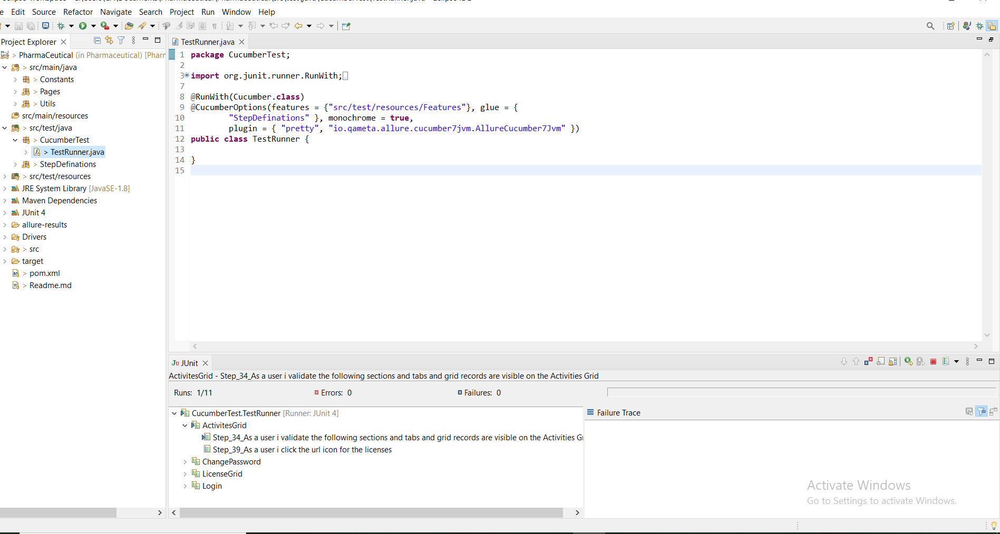 Edit Source Refactor Navigate Search Project Run Window Help
Project Explorer
> PharmaCeutical (in Pharmaceutical) [Pharr
> src/main/java
> Constants
> Pages
> Utils
src/main/resources
> src/test/java
> CucumberTest
> TestRunner.java
> StepDefinations
> src/test/resources
JRE System Library [JavaSE-1.8]
Maven Dependencies
JUnit 4
allure-results
Drivers
> src
target
> pom.xml
> Readme.md
TestRunner.java
1 package CucumberTest;
2
3 import org.junit.runner.RunWith;
7
8 @RunWith(Cucumber.class)
9 @CucumberOptions(features = {"src/test/resources/Features"}, glue = {
10 "StepDefinations" }, monochrome = true,
11 plugin = { "pretty", "io.qameta.allure.cucumber7jvm.AllureCucumber7Jvm" })
12 public class TestRunner {
13
14 }
15
JUnit
ActivitesGrid - Step_34_As a user i validate the following sections and tabs and grid records are visible on the Activities Grid
Runs: 1/11 Errors: 0 Failures: 0
CucumberTest.TestRunner [Runner: JUnit 4]
ActivitesGrid
Step_34_As a user i validate the following sections and tabs and grid records are visible on the Activities G
Step_39_As a user i click the url icon for the licenses
ChangePassword
LicenseGrid
Login
Failure Trace
Activate Windows
Go to Settings to activate Windows.